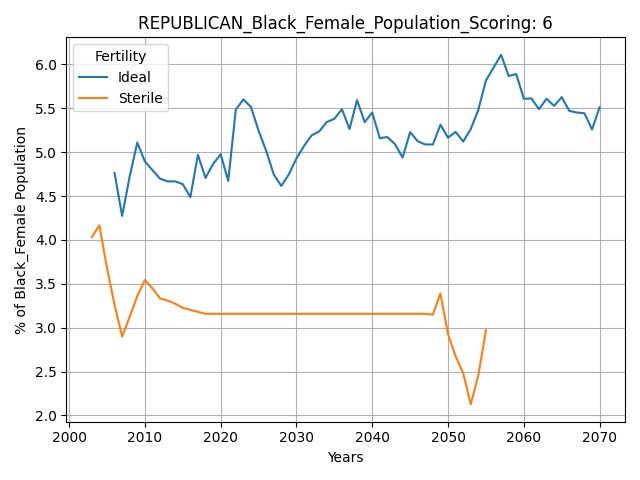 REPUBLICAN_Black_Female_Population_Scoring: 6
Fertility
Ideal
Sterile
% of Black_Female Population
6.0
5.5
5.0
4.5
4.0
3.5
3.0
2.5
2.0
2000 2010 2020 2030 2040 2050 2060 2070
Years